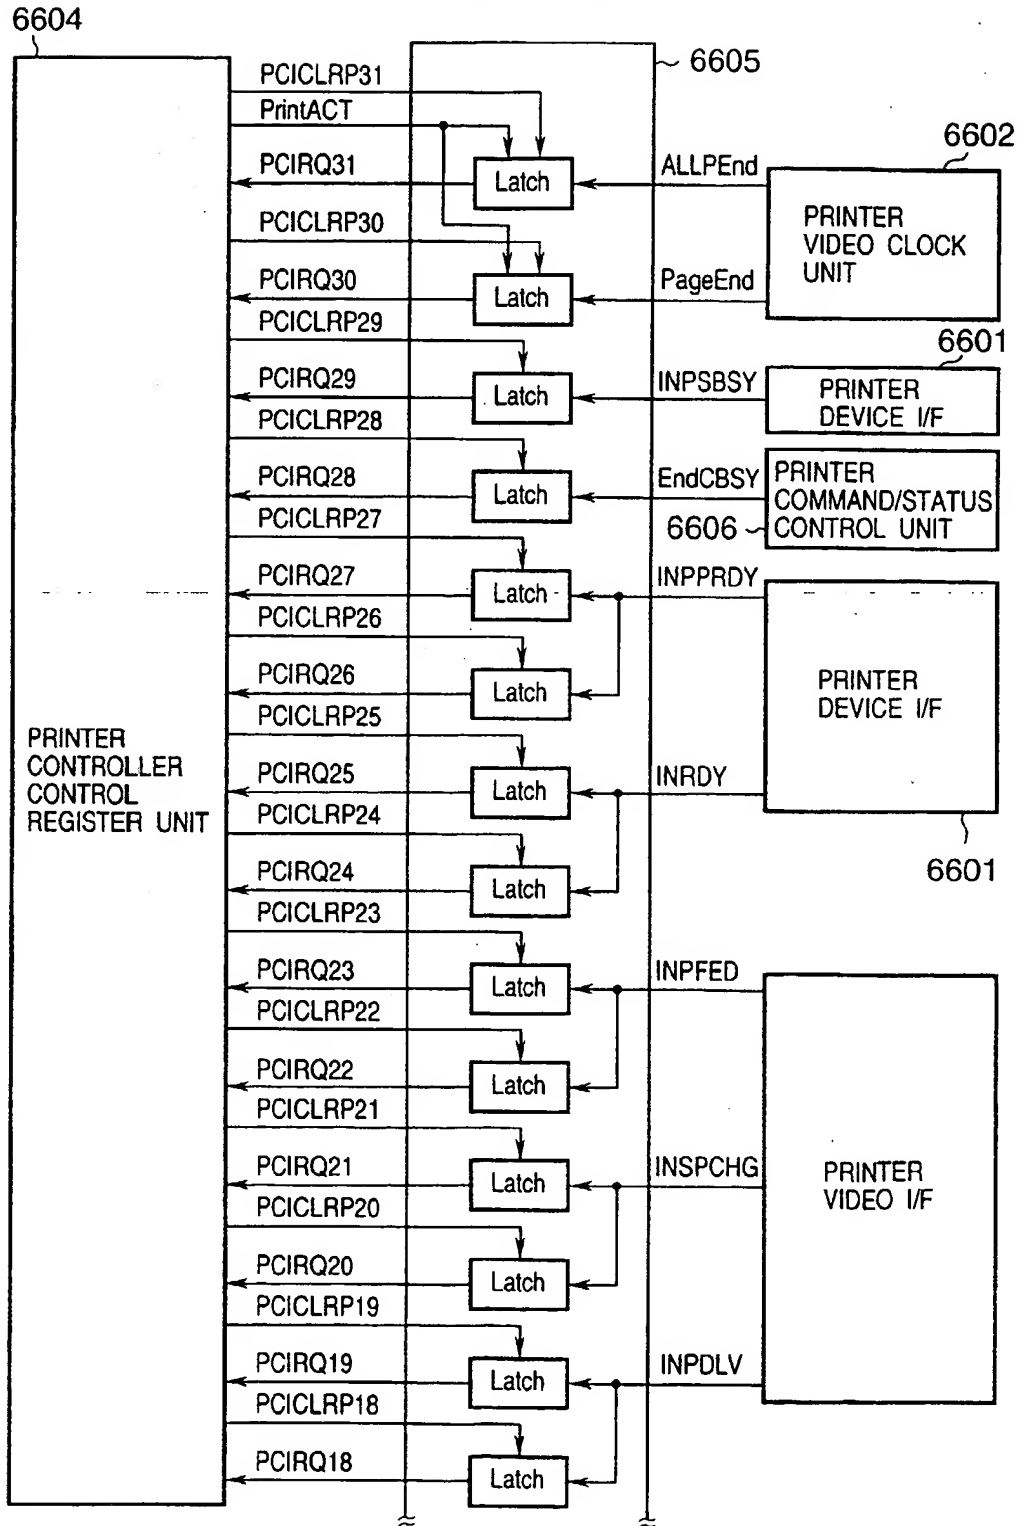 6604
6605
PCICLRP31
PrintACT
PCIRQ31
Latch
ALLPEnd
6602
PRINTER
VIDEO CLOCK
UNIT
PCICLRP30
PCIRQ30
Latch
PageEnd
PCICLRP29
6601
PCIRQ29
Latch
INPSBSY
PRINTER
DEVICE I/F
PCICLRP28
PCIRQ28
Latch
EndCBSY
PRINTER
COMMAND/STATUS
CONTROL UNIT
6606
PCICLRP27
PCIRQ27
Latch
INPPRDY
PCICLRP26
PCIRQ26
Latch
PRINTER
DEVICE I/F
PCICLRP25
PRINTER
CONTROLLER
CONTROL
REGISTER UNIT
PCIRQ25
Latch
INRDY
PCICLRP24
6601
PCIRQ24
Latch
PCICLRP23
PCIRQ23
Latch
INPFED
PCICLRP22
PCIRQ22
Latch
PCICLRP21
PCIRQ21
Latch
INSPCHG
PRINTER
VIDEO I/F
PCICLRP20
PCIRQ20
Latch
PCICLRP19
PCIRQ19
Latch
INPDLV
PCICLRP18
PCIRQ18
Latch